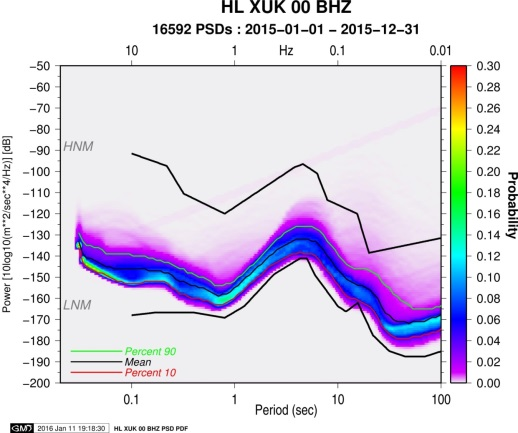 HL XUK 00 BHZ
16592 PSDs : 2015-01-01 - 2015-12-31
10 1 Hz 0.1 0.01
-50
-60
-70
-80
-90
-100
-110
-120
-130
-140
-150
-160
-170
-180
-190
-200
Power [10log10(m**2/sec**4/Hz)] [dB]
HNM
LNM
Percent 90
Mean
Percent 10
0.1 1 10 100
Period (sec)
0.30
0.28
0.26
0.24
0.22
0.20
0.18
0.16
0.14
0.12
0.10
0.08
0.06
0.04
0.02
0.00
Probability
GMT 2016 Jan 11 19:18:30 HL XUK 00 BHZ PSD PDF